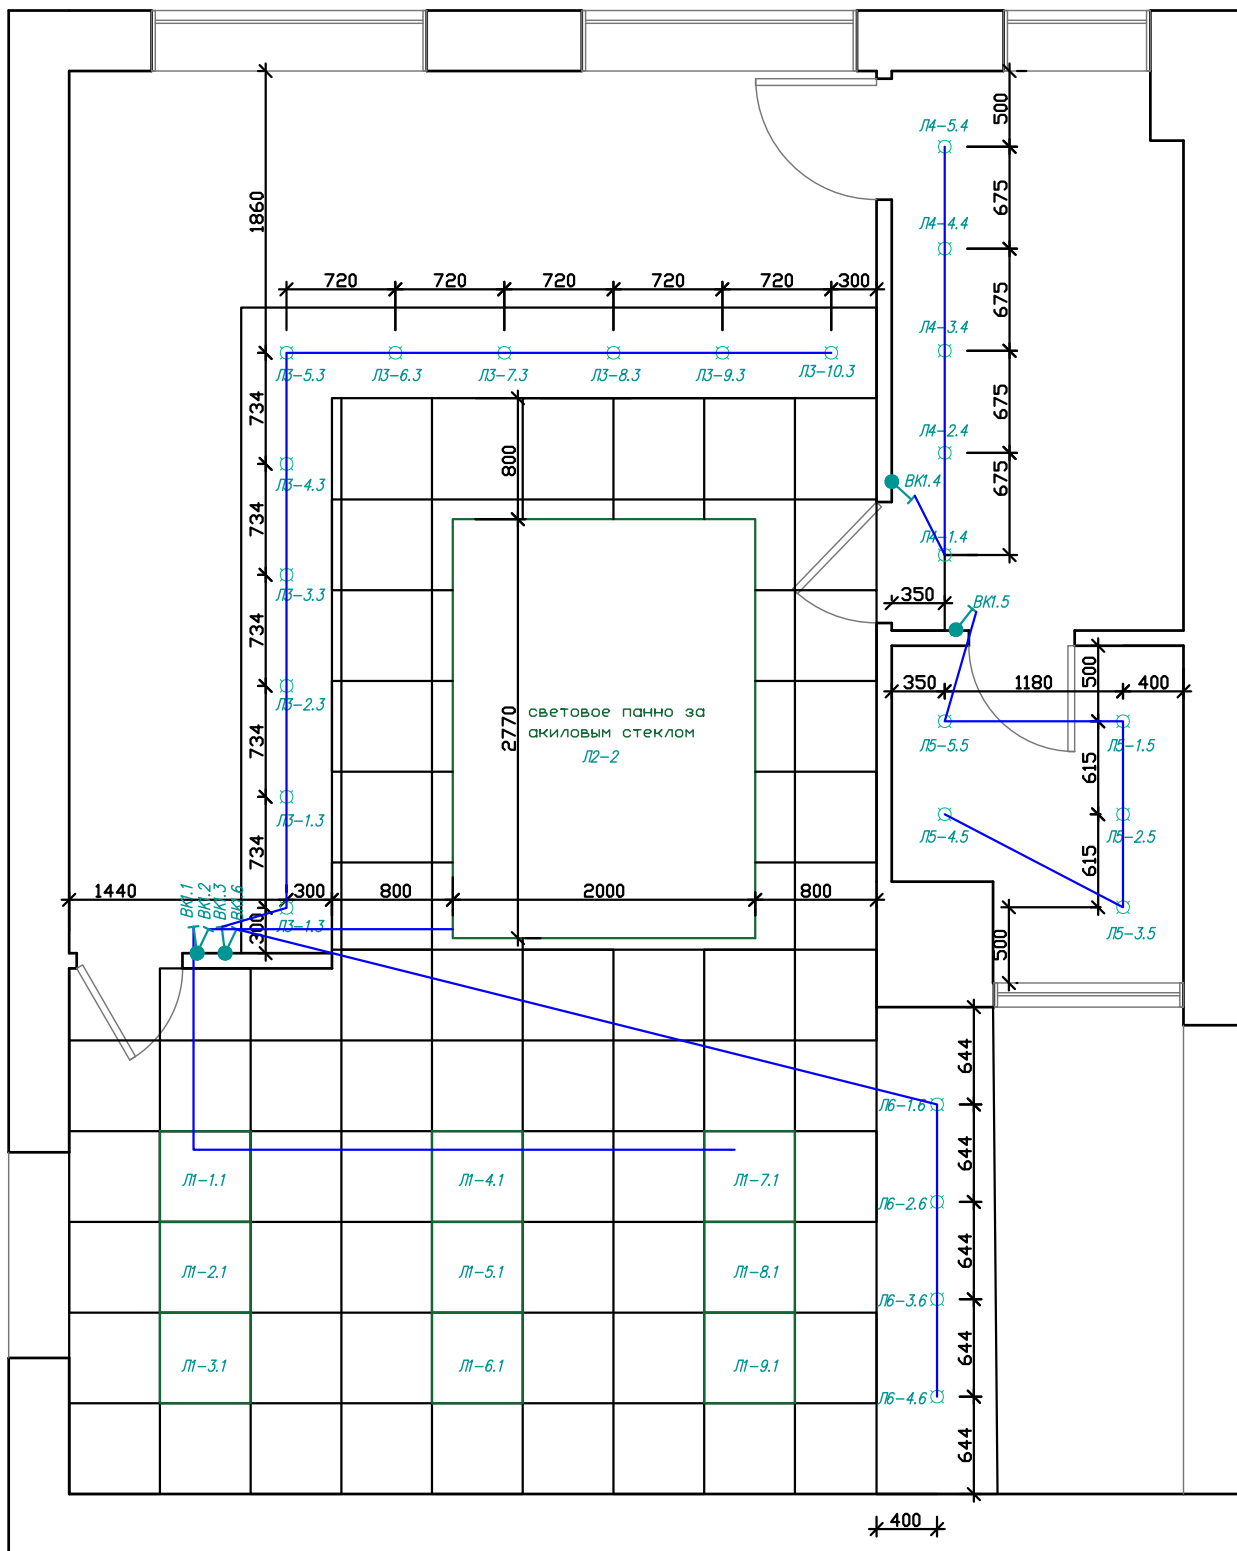 500
Л4-5.4
675
Л4-4.4
1860
720
720
720
720
720
300
675
Л4-3.4
Л3-5.3
Л3-6.3
Л3-7.3
Л3-8.3
Л3-9.3
Л3-10.3
734
675
Л4-2.4
800
675
Л3-4.3
ВК1.4
734
Л4-1.4
Л3-3.3
350
ВК1.5
734
500
350
1180
400
Л3-2.3
световое панно за
акиловым стеклом
Л2-2
2770
734
Л5-5.5
Л5-1.5
615
Л3-1.3
Л5-4.5
Л5-2.5
734
615
1440
ВК1.1
ВК1.2
ВК1.3
ВК1.6
300
800
2000
800
Л3-1.3
300
Л5-3.5
500
644
Л6-1.6
644
Л1-1.1
Л1-4.1
Л1-7.1
Л6-2.6
644
Л1-2.1
Л1-5.1
Л1-8.1
Л6-3.6
644
Л1-3.1
Л1-6.1
Л1-9.1
Л6-4.6
644
400